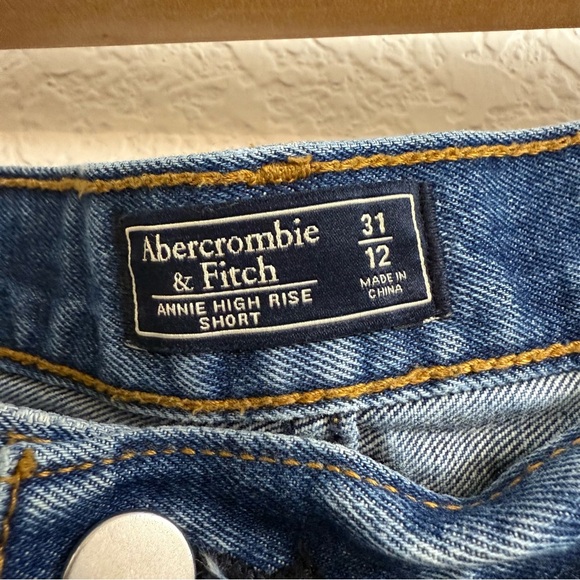 Abercrombie
& Fitch
ANNIE HIGH RISE
SHORT
31
12
MADE IN
CHINA